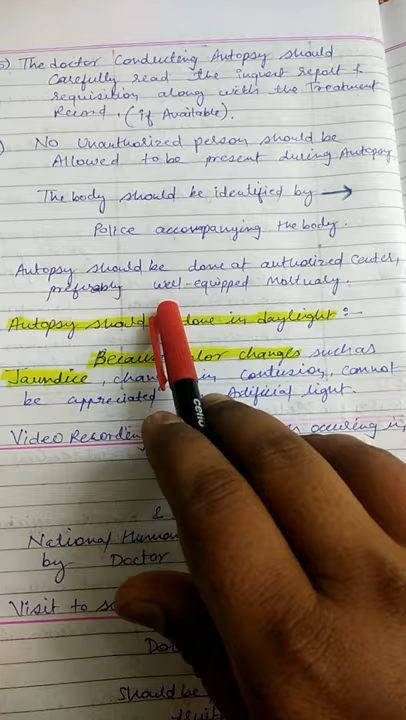 5) The doctor Conducting Autopsy should
Carefully read the inquest report &
requisition along with the Treatment
Record. (if Available).
) No Unauthorized person should be
Allowed to be present during Autopsy
The body should be identified by →
Police accompanying the body.
Autopsy should be done at authorized Center,
preferably well-equipped Mortuary.
Autopsy should done in daylight :-
color changes such as
Jaundice, in contusion, cannot
be appreciated Artificial light.
Video Recording occuring in
&
National Human
by Doctor
Visit to
should be
cello